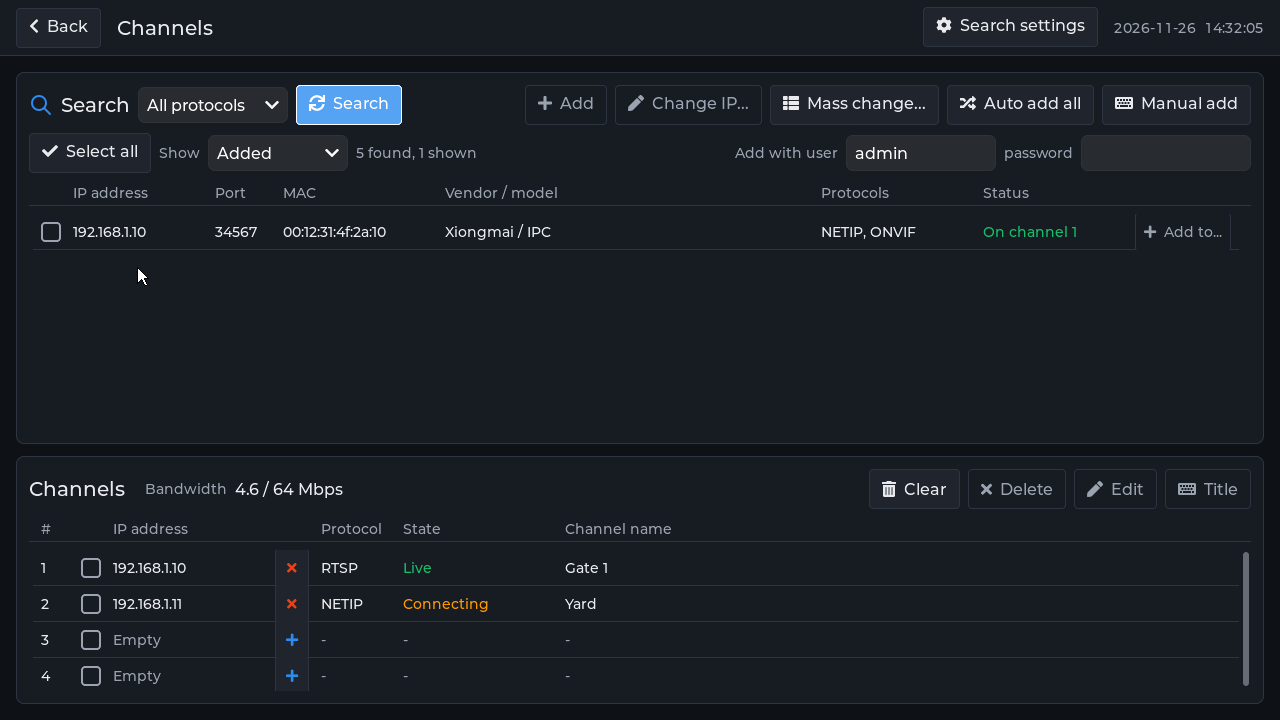 Back Channels Search settings 2026-11-26 14:32:05
Search All protocols Search Add Change IP... Mass change... Auto add all Manual add
Select all Show Added 5 found, 1 shown Add with user admin password
IP address Port MAC Vendor / model Protocols Status
192.168.1.10 34567 00:12:31:4f:2a:10 Xiongmai / IPC NETIP, ONVIF On channel 1 Add to...
Channels Bandwidth 4.6 / 64 Mbps Clear Delete Edit Title
# IP address Protocol State Channel name
1 192.168.1.10 RTSP Live Gate 1
2 192.168.1.11 NETIP Connecting Yard
3 Empty - - -
4 Empty - - -